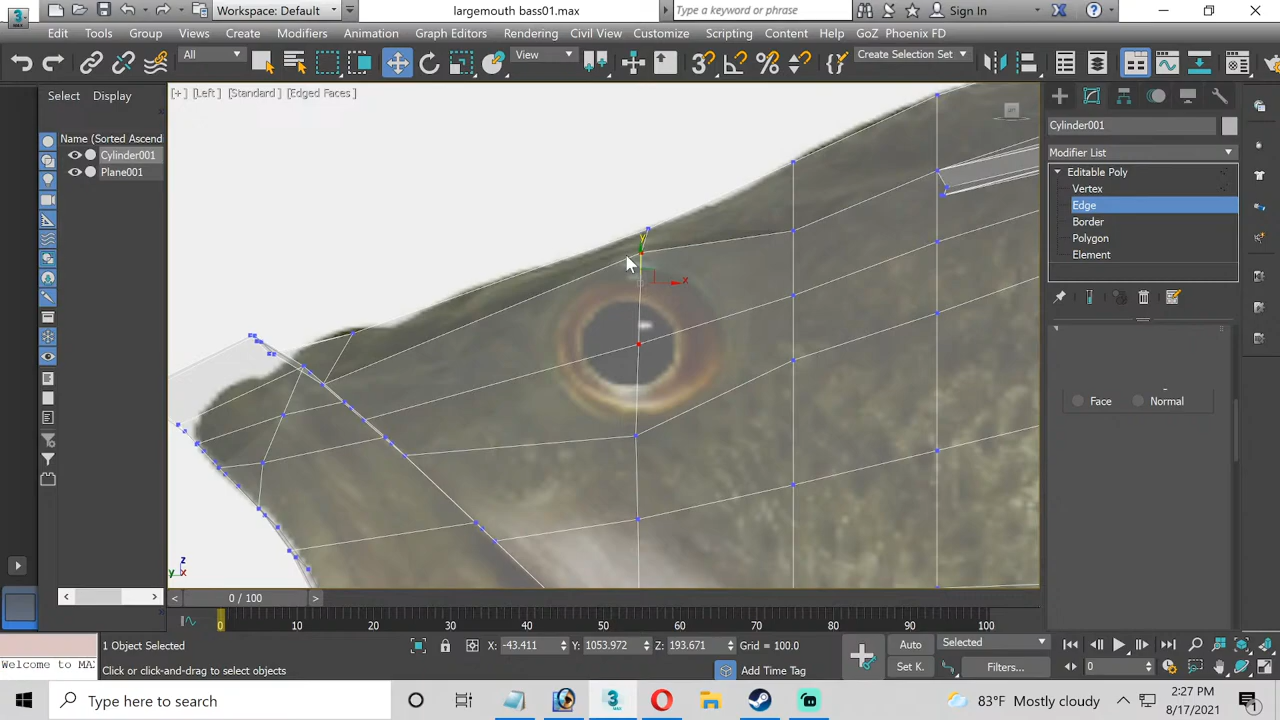 Workspace: Default
largemouth bass01.max
Type a keyword or phrase
Sign In
Edit Tools Group Views Create Modifiers Animation Graph Editors Rendering Civil View Customize Scripting Content Help GoZ Phoenix FD
All
View
Create Selection Set
Select Display
[+] [Left] [Standard] [Edged Faces]
Name (Sorted Ascend
Cylinder001
Plane001
y
x
z
y x
Cylinder001
Modifier List
Editable Poly
Vertex
Edge
Border
Polygon
Element
Face Normal
0 / 100
0 10 20 30 40 50 60 70 80 90 100
1 Object Selected
X: -43.411 Y: 1053.972 Z: 193.671 Grid = 100.0
Auto Selected
Welcome to MA
Click or click-and-drag to select objects
Add Time Tag
Set K. Filters...
0
Type here to search
83°F Mostly cloudy
2:27 PM
8/17/2021
1